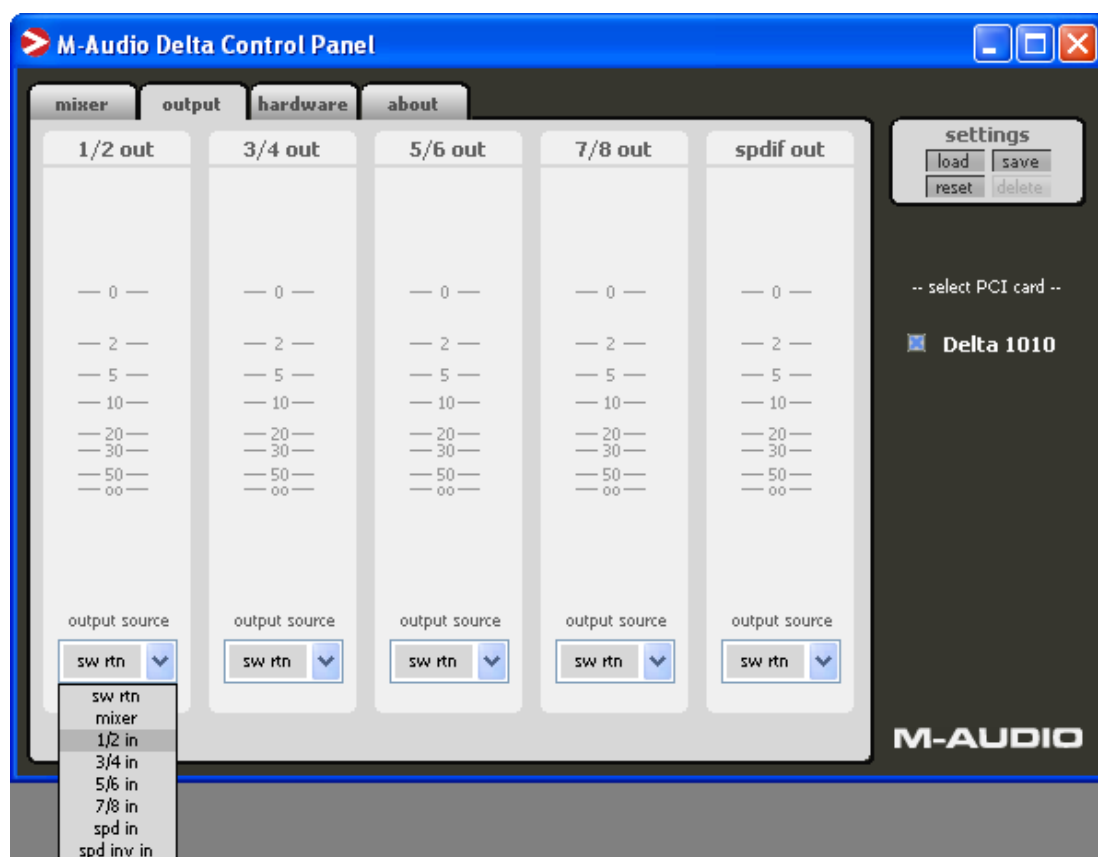 M-Audio Delta Control Panel
mixer output hardware about
1/2 out 3/4 out 5/6 out 7/8 out spdif out
settings
load save
reset delete
0 0 0 0 0
-- select PCI card --
2 2 2 2 2
Delta 1010
5 5 5 5 5
10 10 10 10 10
20 20 20 20 20
30 30 30 30 30
50 50 50 50 50
oo oo oo oo oo
output source output source output source output source output source
sw rtn sw rtn sw rtn sw rtn sw rtn
sw rtn
mixer
1/2 in
3/4 in
5/6 in
7/8 in
spd in
spd inv in
M-AUDIO